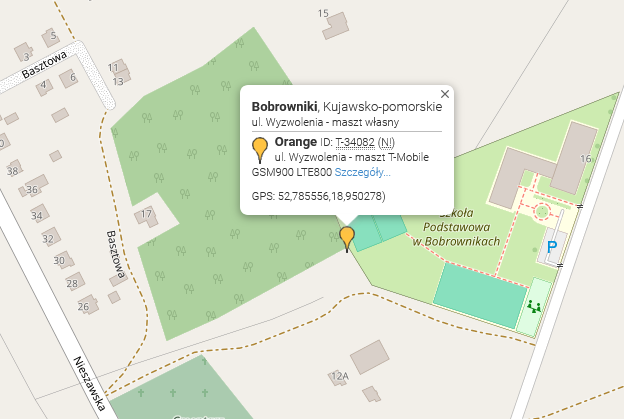 15
5
3
Basztowa
4
6
11
13
×
Bobrowniki, Kujawsko-pomorskie
ul. Wyzwolenia - maszt własny
Orange ID: T-34082 (N!)
ul. Wyzwolenia - maszt T-Mobile
GSM900 LTE800 Szczegóły...
GPS: 52,785556,18,950278)
16
38
36
34
32
30
28
26
22
17
Basztowa
Szkoła
Podstawowa
w Bobrownikach
P
Nieszawska
12A